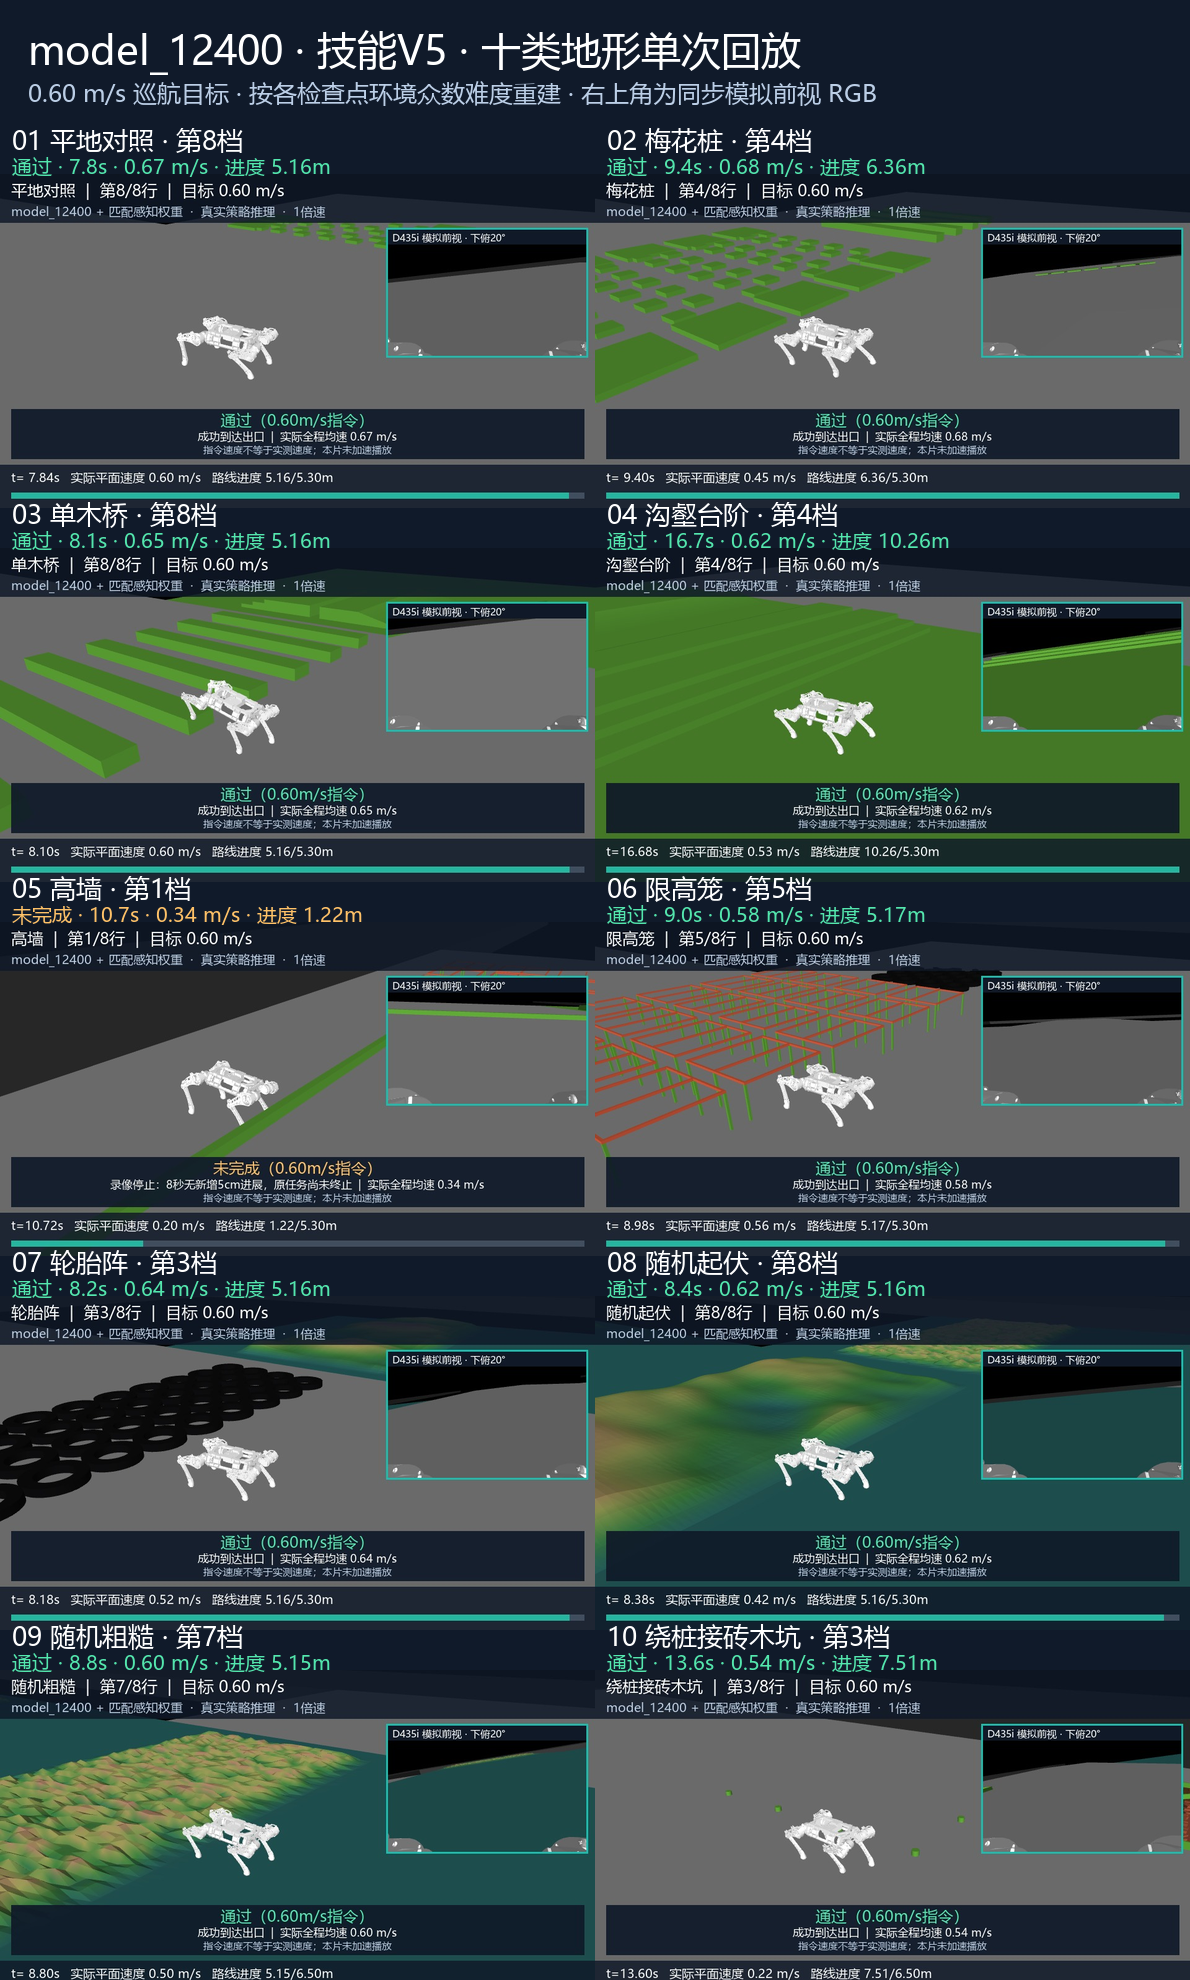 model_12400 · 技能V5 · 十类地形单次回放
0.60 m/s 巡航目标 · 按各检查点环境众数难度重建 · 右上角为同步模拟前视 RGB
01 平地对照 · 第8档
通过 · 7.8s · 0.67 m/s · 进度 5.16m
平地对照 | 第8/8行 | 目标 0.60 m/s
model_12400 + 匹配感知权重 · 真实策略推理 · 1倍速
D435i 模拟前视 · 下俯20°
通过（0.60m/s指令）
成功到达出口 | 实际全程均速 0.67 m/s
指令速度不等于实测速度；本片未加速播放
t= 7.84s 实际平面速度 0.60 m/s 路线进度 5.16/5.30m
02 梅花桩 · 第4档
通过 · 9.4s · 0.68 m/s · 进度 6.36m
梅花桩 | 第4/8行 | 目标 0.60 m/s
model_12400 + 匹配感知权重 · 真实策略推理 · 1倍速
D435i 模拟前视 · 下俯20°
通过（0.60m/s指令）
成功到达出口 | 实际全程均速 0.68 m/s
指令速度不等于实测速度；本片未加速播放
t= 9.40s 实际平面速度 0.45 m/s 路线进度 6.36/5.30m
03 单木桥 · 第8档
通过 · 8.1s · 0.65 m/s · 进度 5.16m
单木桥 | 第8/8行 | 目标 0.60 m/s
model_12400 + 匹配感知权重 · 真实策略推理 · 1倍速
D435i 模拟前视 · 下俯20°
通过（0.60m/s指令）
成功到达出口 | 实际全程均速 0.65 m/s
指令速度不等于实测速度；本片未加速播放
t= 8.10s 实际平面速度 0.60 m/s 路线进度 5.16/5.30m
04 沟壑台阶 · 第4档
通过 · 16.7s · 0.62 m/s · 进度 10.26m
沟壑台阶 | 第4/8行 | 目标 0.60 m/s
model_12400 + 匹配感知权重 · 真实策略推理 · 1倍速
D435i 模拟前视 · 下俯20°
通过（0.60m/s指令）
成功到达出口 | 实际全程均速 0.62 m/s
指令速度不等于实测速度；本片未加速播放
t=16.68s 实际平面速度 0.53 m/s 路线进度 10.26/5.30m
05 高墙 · 第1档
未完成 · 10.7s · 0.34 m/s · 进度 1.22m
高墙 | 第1/8行 | 目标 0.60 m/s
model_12400 + 匹配感知权重 · 真实策略推理 · 1倍速
D435i 模拟前视 · 下俯20°
未完成（0.60m/s指令）
录像停止：8秒无新增5cm进展，原任务尚未终止 | 实际全程均速 0.34 m/s
指令速度不等于实测速度；本片未加速播放
t=10.72s 实际平面速度 0.20 m/s 路线进度 1.22/5.30m
06 限高笼 · 第5档
通过 · 9.0s · 0.58 m/s · 进度 5.17m
限高笼 | 第5/8行 | 目标 0.60 m/s
model_12400 + 匹配感知权重 · 真实策略推理 · 1倍速
D435i 模拟前视 · 下俯20°
通过（0.60m/s指令）
成功到达出口 | 实际全程均速 0.58 m/s
指令速度不等于实测速度；本片未加速播放
t= 8.98s 实际平面速度 0.56 m/s 路线进度 5.17/5.30m
07 轮胎阵 · 第3档
通过 · 8.2s · 0.64 m/s · 进度 5.16m
轮胎阵 | 第3/8行 | 目标 0.60 m/s
model_12400 + 匹配感知权重 · 真实策略推理 · 1倍速
D435i 模拟前视 · 下俯20°
通过（0.60m/s指令）
成功到达出口 | 实际全程均速 0.64 m/s
指令速度不等于实测速度；本片未加速播放
t= 8.18s 实际平面速度 0.52 m/s 路线进度 5.16/5.30m
08 随机起伏 · 第8档
通过 · 8.4s · 0.62 m/s · 进度 5.16m
随机起伏 | 第8/8行 | 目标 0.60 m/s
model_12400 + 匹配感知权重 · 真实策略推理 · 1倍速
D435i 模拟前视 · 下俯20°
通过（0.60m/s指令）
成功到达出口 | 实际全程均速 0.62 m/s
指令速度不等于实测速度；本片未加速播放
t= 8.38s 实际平面速度 0.42 m/s 路线进度 5.16/5.30m
09 随机粗糙 · 第7档
通过 · 8.8s · 0.60 m/s · 进度 5.15m
随机粗糙 | 第7/8行 | 目标 0.60 m/s
model_12400 + 匹配感知权重 · 真实策略推理 · 1倍速
D435i 模拟前视 · 下俯20°
通过（0.60m/s指令）
成功到达出口 | 实际全程均速 0.60 m/s
指令速度不等于实测速度；本片未加速播放
t= 8.80s 实际平面速度 0.50 m/s 路线进度 5.15/6.50m
10 绕桩接砖木坑 · 第3档
通过 · 13.6s · 0.54 m/s · 进度 7.51m
绕桩接砖木坑 | 第3/8行 | 目标 0.60 m/s
model_12400 + 匹配感知权重 · 真实策略推理 · 1倍速
D435i 模拟前视 · 下俯20°
通过（0.60m/s指令）
成功到达出口 | 实际全程均速 0.54 m/s
指令速度不等于实测速度；本片未加速播放
t=13.60s 实际平面速度 0.22 m/s 路线进度 7.51/6.50m